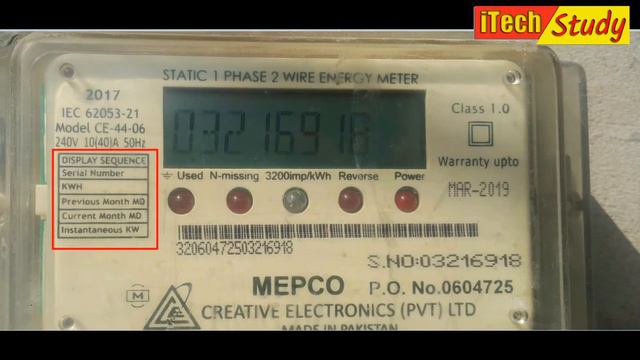 iTech Study
STATIC 1 PHASE 2 WIRE ENERGY METER
2017
IEC 62053-21
Model CE-44-06
240V 10(40)A 50Hz
DISPLAY SEQUENCE
Serial Number
KWH
Previous Month MD
Current Month MD
Instantaneous KW
03216918
Class 1.0
Warranty upto
MAR-2019
Used N-missing 3200imp/kWh Reverse Power
32060472503216918
S.NO:03216918
MEPCO P.O. No.0604725
CREATIVE ELECTRONICS (PVT) LTD
MADE IN PAKISTAN
M